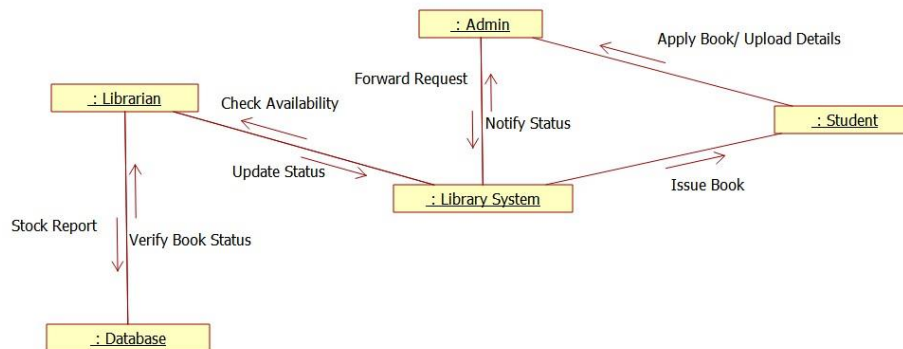 : Admin
Apply Book/ Upload Details
Forward Request
: Librarian
Check Availability
Notify Status
: Student
Update Status
Issue Book
: Library System
Stock Report
Verify Book Status
: Database